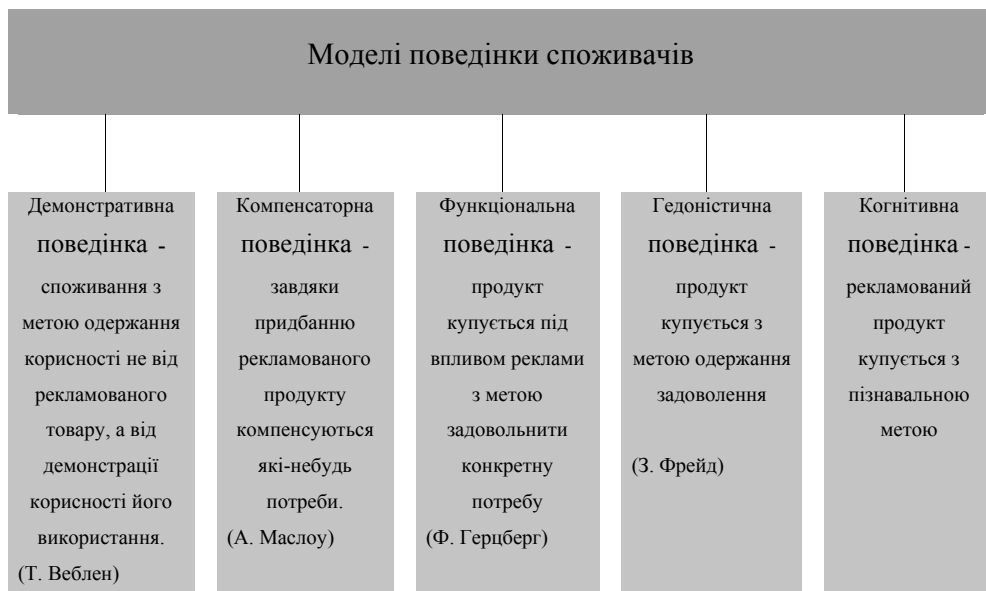 Моделі поведінки споживачів
Демонстративна
поведінка -
споживання з
метою одержання
корисності не від
рекламованого
товару, а від
демонстрації
корисності його
використання.
(Т. Веблен)
Компенсаторна
поведінка -
завдяки
придбанню
рекламованого
продукту
компенсуються
які-небудь
потреби.
(А. Маслоу)
Функціональна
поведінка -
продукт
купується під
впливом реклами
з метою
задовольнити
конкретну
потребу
(Ф. Герцберг)
Гедоністична
поведінка -
продукт
купується з
метою одержання
задоволення
(З. Фрейд)
Когнітивна
поведінка -
рекламований
продукт
купується з
пізнавальною
метою